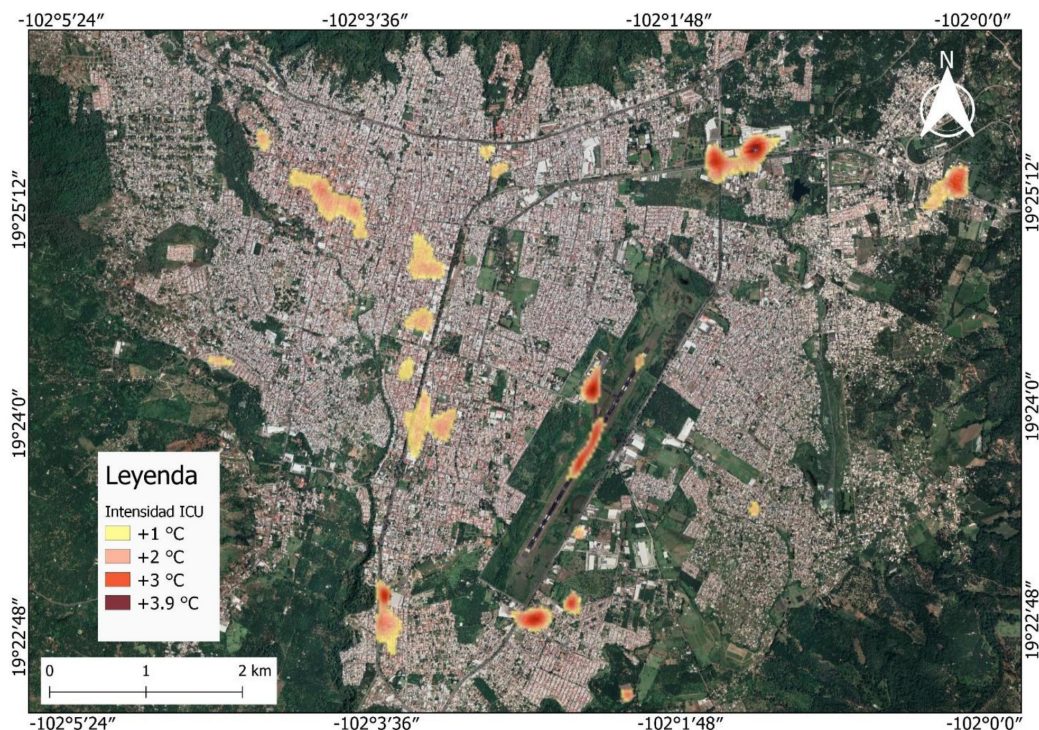 -102°5′24″ -102°3′36″ -102°1′48″ -102°0′0″
N
19°25′12″ 19°25′12″
19°24′0″ 19°24′0″
Leyenda
Intensidad ICU
+1 °C
+2 °C
+3 °C
+3.9 °C
19°22′48″ 19°22′48″
0 1 2 km
-102°5′24″ -102°3′36″ -102°1′48″ -102°0′0″